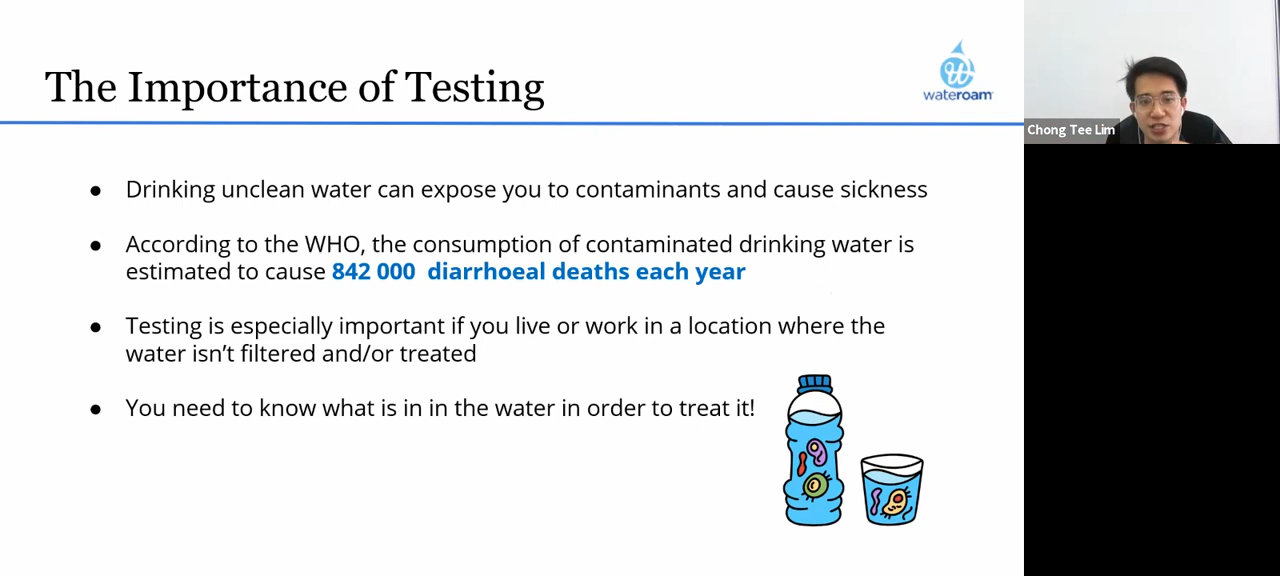 The Importance of Testing
wateroam
Chong Tee Lim
● Drinking unclean water can expose you to contaminants and cause sickness
● According to the WHO, the consumption of contaminated drinking water is
estimated to cause 842 000 diarrhoeal deaths each year
● Testing is especially important if you live or work in a location where the
water isn't filtered and/or treated
● You need to know what is in in the water in order to treat it!